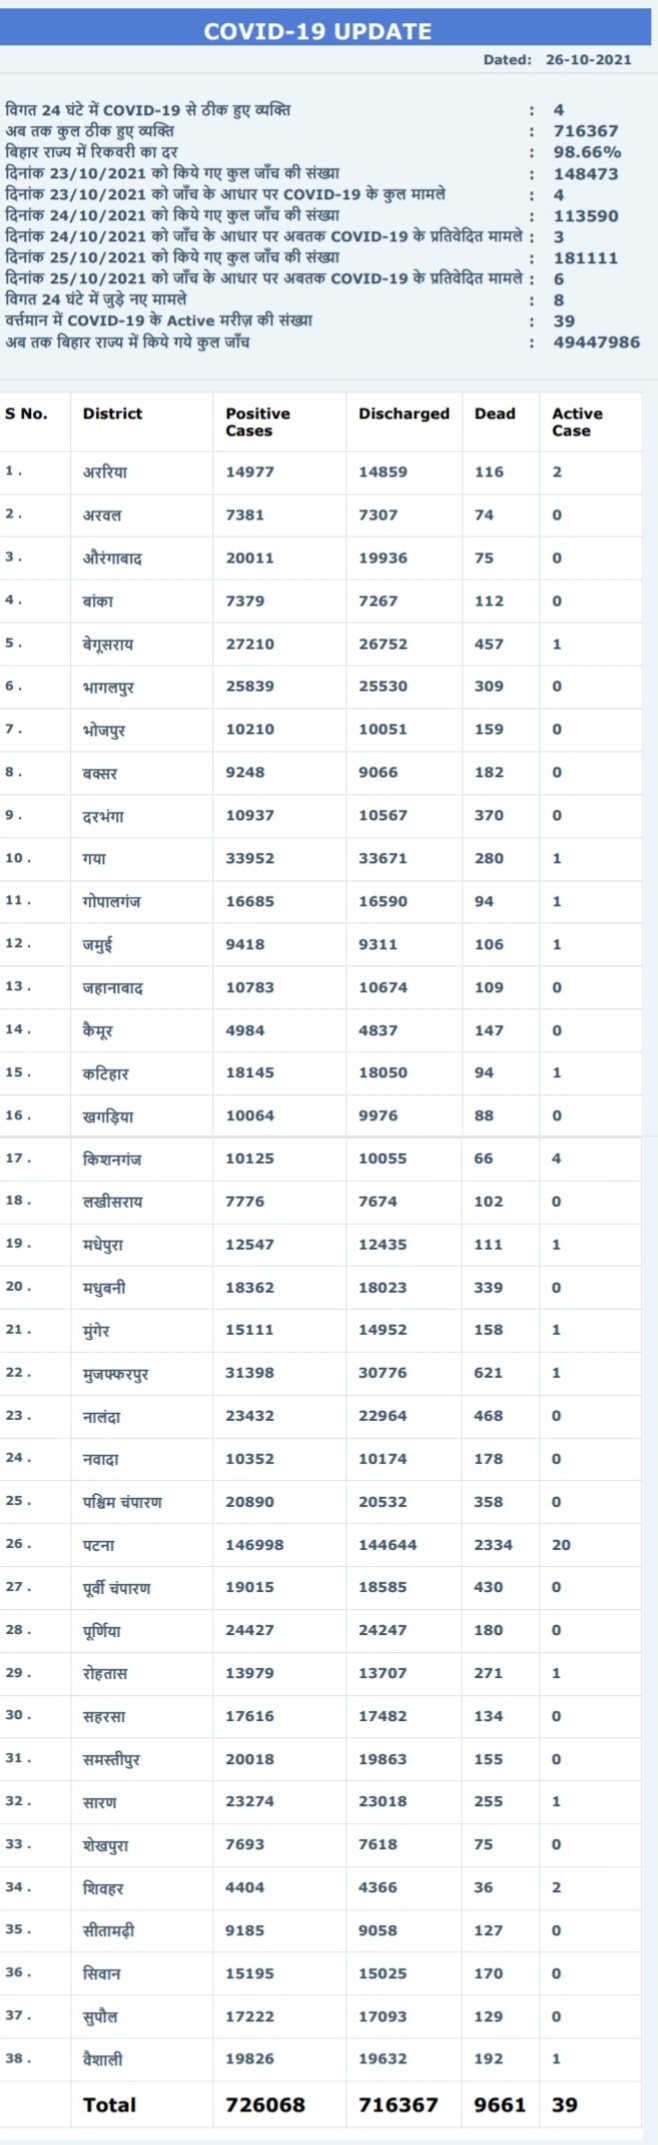 COVID-19 UPDATE
Dated: 26-10-2021
विगत 24 घंटे में COVID-19 से ठीक हुए व्यक्ति : 4
अब तक कुल ठीक हुए व्यक्ति : 716367
बिहार राज्य में रिकवरी का दर : 98.66%
दिनांक 23/10/2021 को किये गए कुल जाँच की संख्या : 148473
दिनांक 23/10/2021 को जाँच के आधार पर COVID-19 के कुल मामले : 4
दिनांक 24/10/2021 को किये गए कुल जाँच की संख्या : 113590
दिनांक 24/10/2021 को जाँच के आधार पर अबतक COVID-19 के प्रतिवेदित मामले : 3
दिनांक 25/10/2021 को किये गए कुल जाँच की संख्या : 181111
दिनांक 25/10/2021 को जाँच के आधार पर अबतक COVID-19 के प्रतिवेदित मामले : 6
विगत 24 घंटे में जुड़े नए मामले : 8
वर्त्तमान में COVID-19 के Active मरीज़ की संख्या : 39
अब तक बिहार राज्य में किये गये कुल जाँच : 49447986
S No. District Positive Cases Discharged Dead Active Case
1. अररिया 14977 14859 116 2
2. अरवल 7381 7307 74 0
3. औरंगाबाद 20011 19936 75 0
4. बांका 7379 7267 112 0
5. बेगूसराय 27210 26752 457 1
6. भागलपुर 25839 25530 309 0
7. भोजपुर 10210 10051 159 0
8. बक्सर 9248 9066 182 0
9. दरभंगा 10937 10567 370 0
10. गया 33952 33671 280 1
11. गोपालगंज 16685 16590 94 1
12. जमुई 9418 9311 106 1
13. जहानाबाद 10783 10674 109 0
14. कैमूर 4984 4837 147 0
15. कटिहार 18145 18050 94 1
16. खगड़िया 10064 9976 88 0
17. किशनगंज 10125 10055 66 4
18. लखीसराय 7776 7674 102 0
19. मधेपुरा 12547 12435 111 1
20. मधुबनी 18362 18023 339 0
21. मुंगेर 15111 14952 158 1
22. मुजफ्फरपुर 31398 30776 621 1
23. नालंदा 23432 22964 468 0
24. नवादा 10352 10174 178 0
25. पश्चिम चंपारण 20890 20532 358 0
26. पटना 146998 144644 2334 20
27. पूर्वी चंपारण 19015 18585 430 0
28. पूर्णिया 24427 24247 180 0
29. रोहतास 13979 13707 271 1
30. सहरसा 17616 17482 134 0
31. समस्तीपुर 20018 19863 155 0
32. सारण 23274 23018 255 1
33. शेखपुरा 7693 7618 75 0
34. शिवहर 4404 4366 36 2
35. सीतामढ़ी 9185 9058 127 0
36. सिवान 15195 15025 170 0
37. सुपौल 17222 17093 129 0
38. वैशाली 19826 19632 192 1
Total 726068 716367 9661 39